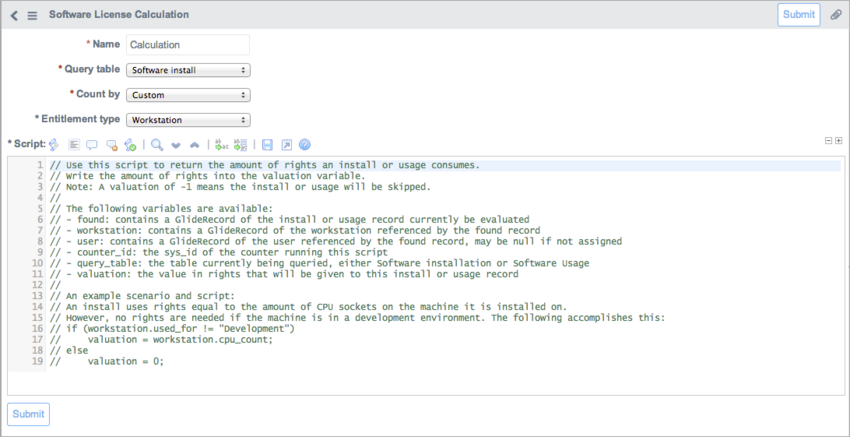 Software License Calculation
Submit
* Name Calculation
* Query table Software install
* Count by Custom
* Entitlement type Workstation
* Script:
1 // Use this script to return the amount of rights an install or usage consumes.
2 // Write the amount of rights into the valuation variable.
3 // Note: A valuation of -1 means the install or usage will be skipped.
4 //
5 // The following variables are available:
6 // - found: contains a GlideRecord of the install or usage record currently be evaluated
7 // - workstation: contains a GlideRecord of the workstation referenced by the found record
8 // - user: contains a GlideRecord of the user referenced by the found record, may be null if not assigned
9 // - counter_id: the sys_id of the counter running this script
10 // - query_table: the table currently being queried, either Software installation or Software Usage
11 // - valuation: the value in rights that will be given to this install or usage record
12 //
13 // An example scenario and script:
14 // An install uses rights equal to the amount of CPU sockets on the machine it is installed on.
15 // However, no rights are needed if the machine is in a development environment. The following accomplishes this:
16 // if (workstation.used_for != "Development")
17 //     valuation = workstation.cpu_count;
18 // else
19 //     valuation = 0;
Submit